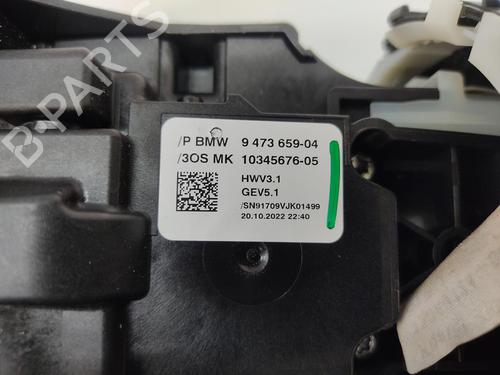 B-PARTS
/P BMW 9 473 659-04
/3OS MK 10345676-05
HWV3.1
GEV5.1
/SN91709VJK01499
20.10.2022 22:40